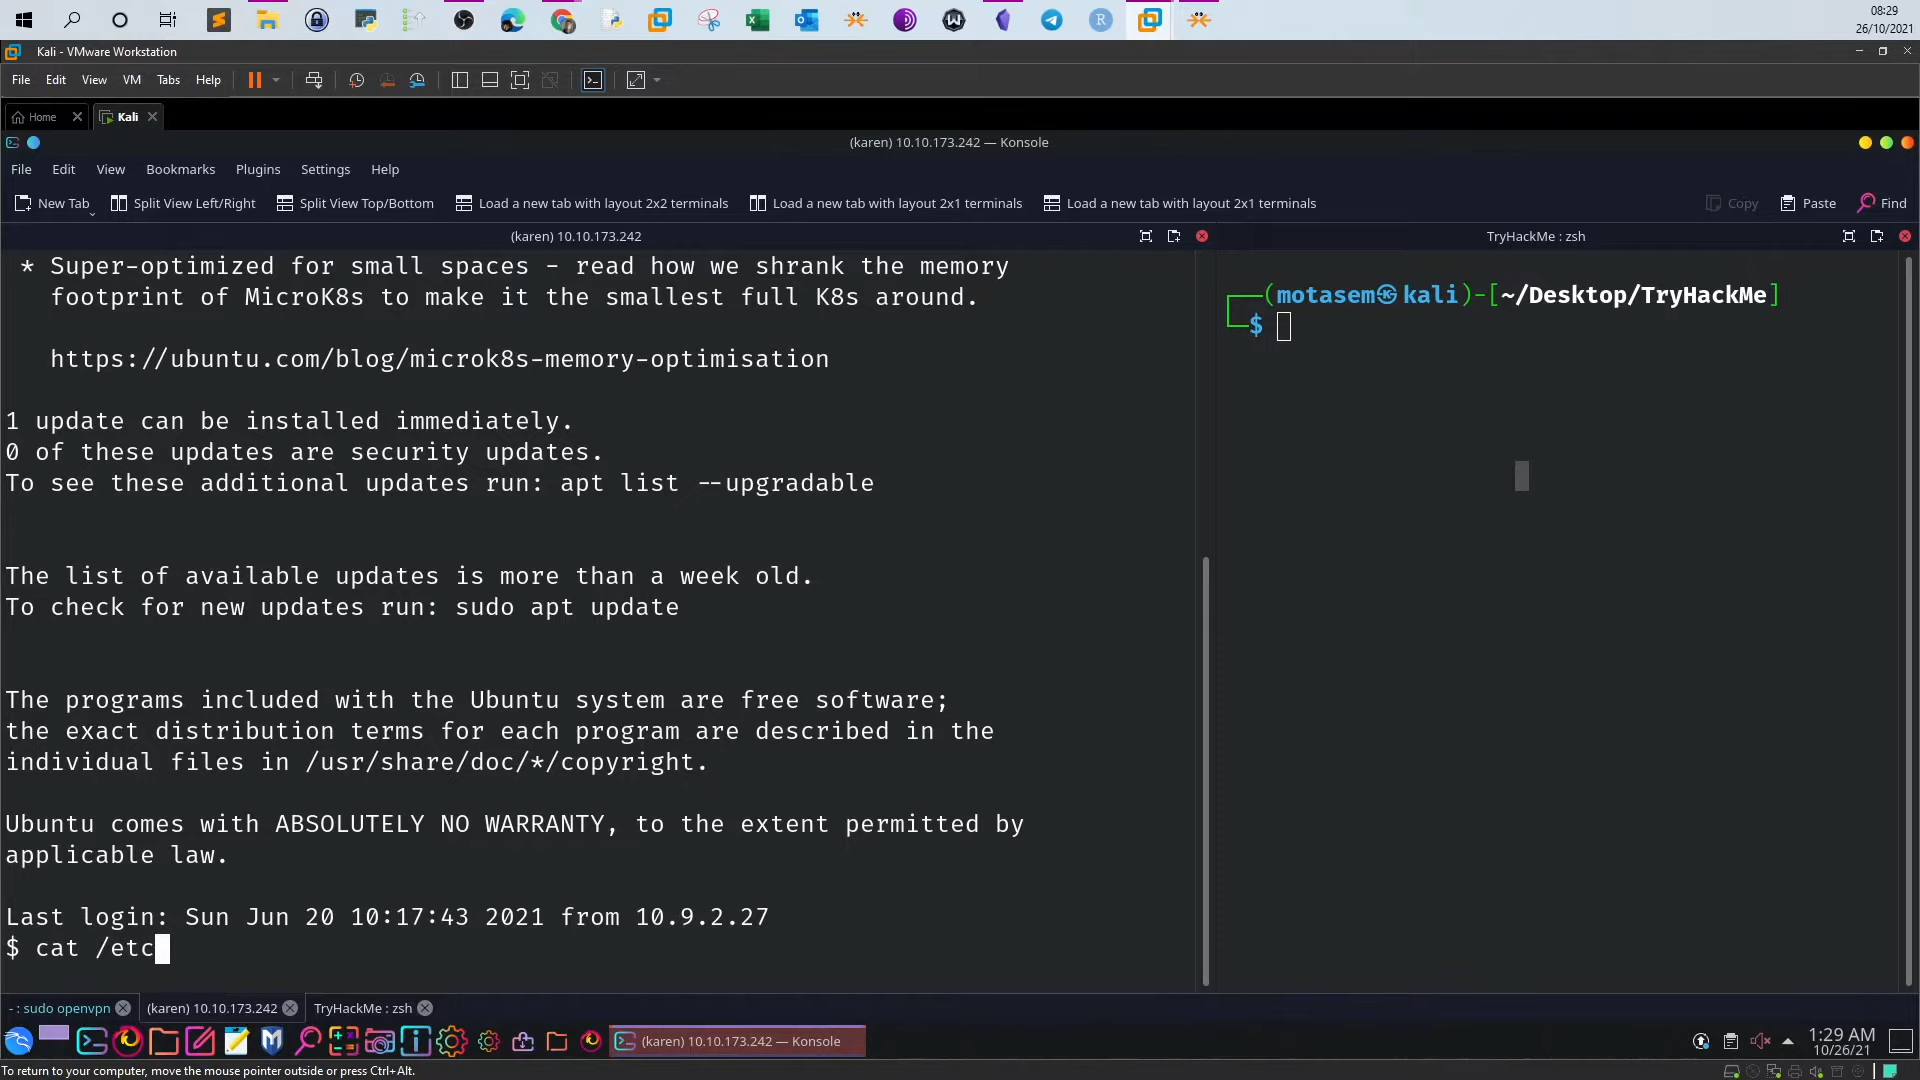 08:29
26/10/2021
Kali - VMware Workstation
File Edit View VM Tabs Help
Home Kali
(karen) 10.10.173.242 — Konsole
File Edit View Bookmarks Plugins Settings Help
New Tab Split View Left/Right Split View Top/Bottom Load a new tab with layout 2x2 terminals Load a new tab with layout 2x1 terminals Load a new tab with layout 2x1 terminals Copy Paste Find
(karen) 10.10.173.242
* Super-optimized for small spaces - read how we shrank the memory
footprint of MicroK8s to make it the smallest full K8s around.
https://ubuntu.com/blog/microk8s-memory-optimisation
1 update can be installed immediately.
0 of these updates are security updates.
To see these additional updates run: apt list --upgradable
The list of available updates is more than a week old.
To check for new updates run: sudo apt update
The programs included with the Ubuntu system are free software;
the exact distribution terms for each program are described in the
individual files in /usr/share/doc/*/copyright.
Ubuntu comes with ABSOLUTELY NO WARRANTY, to the extent permitted by
applicable law.
Last login: Sun Jun 20 10:17:43 2021 from 10.9.2.27
$ cat /etc
TryHackMe : zsh
(motasem㉿kali)-[~/Desktop/TryHackMe]
$
- : sudo openvpn (karen) 10.10.173.242 TryHackMe : zsh
(karen) 10.10.173.242 — Konsole
1:29 AM
10/26/21
To return to your computer, move the mouse pointer outside or press Ctrl+Alt.